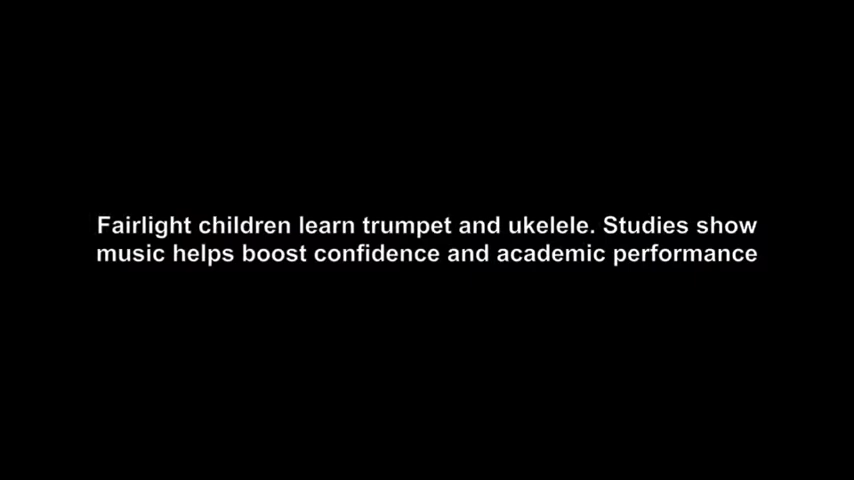 Fairlight children learn trumpet and ukelele. Studies show
music helps boost confidence and academic performance